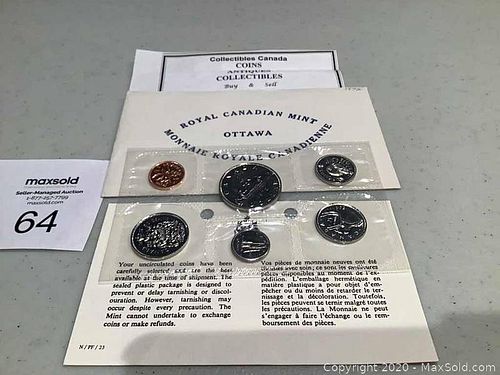 Collectibles Canada
COINS
ANTIQUES
COLLECTIBLES
Buy & Sell
ROYAL CANADIAN MINT
OTTAWA
MONNAIE ROYALE CANADIENNE
maxsold
Seller-Managed Auction
1-877-257-7799
maxsold.com
64
Your uncirculated coins have been
carefully selected and are the best
available at the time of shipment. The
sealed plastic package is designed to
prevent or delay tarnishing or discol-
ouration. However, tarnishing may
occur despite every precaution. The
Mint cannot undertake to exchange
coins or make refunds.
Vos pièces de monnaie neuves ont été
choisies avec soin; ce sont les meilleures
pièces disponibles au moment de l'ex-
pédition. L'emballage hermétique en
matière plastique a pour objet d'em-
pêcher ou du moins de retarder le ter-
nissage et la décoloration. Toutefois,
les pièces peuvent se ternir malgré toutes
les précautions. La Monnaie ne peut
s'engager à faire l'échange ou le rem-
boursement des pièces.
N/PF/23
Copyright 2020 - MaxSold.com